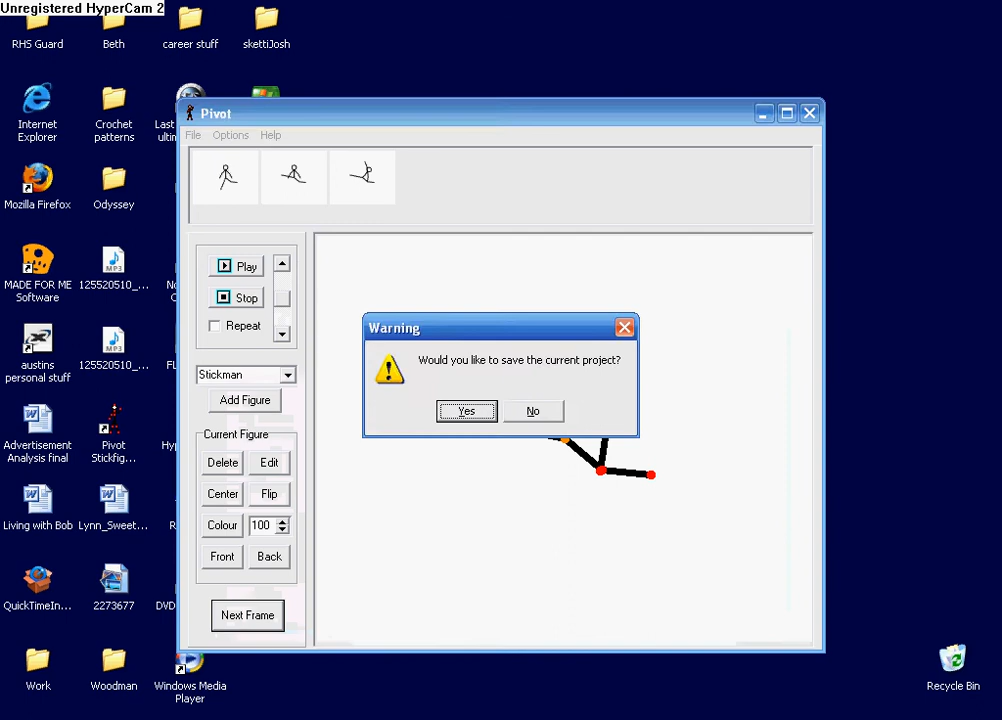 Unregistered HyperCam 2
RHS Guard
Beth
career stuff
skettiJosh
Internet
Explorer
Crochet
patterns
Last
Mozilla Firefox
Odyssey
MADE FOR ME
Software
125520510_...
austins
personal stuff
125520510_...
Advertisement
Analysis final
Pivot
Stickfig...
Living with Bob
Lynn_Sweet...
QuickTimeIn...
2273677
DVD
Work
Woodman
Windows Media
Player
Recycle Bin
Pivot
File Options Help
Play
Stop
Repeat
Stickman
Add Figure
Current Figure
Delete Edit
Center Flip
Colour 100
Front Back
Next Frame
Warning
Would you like to save the current project?
Yes No